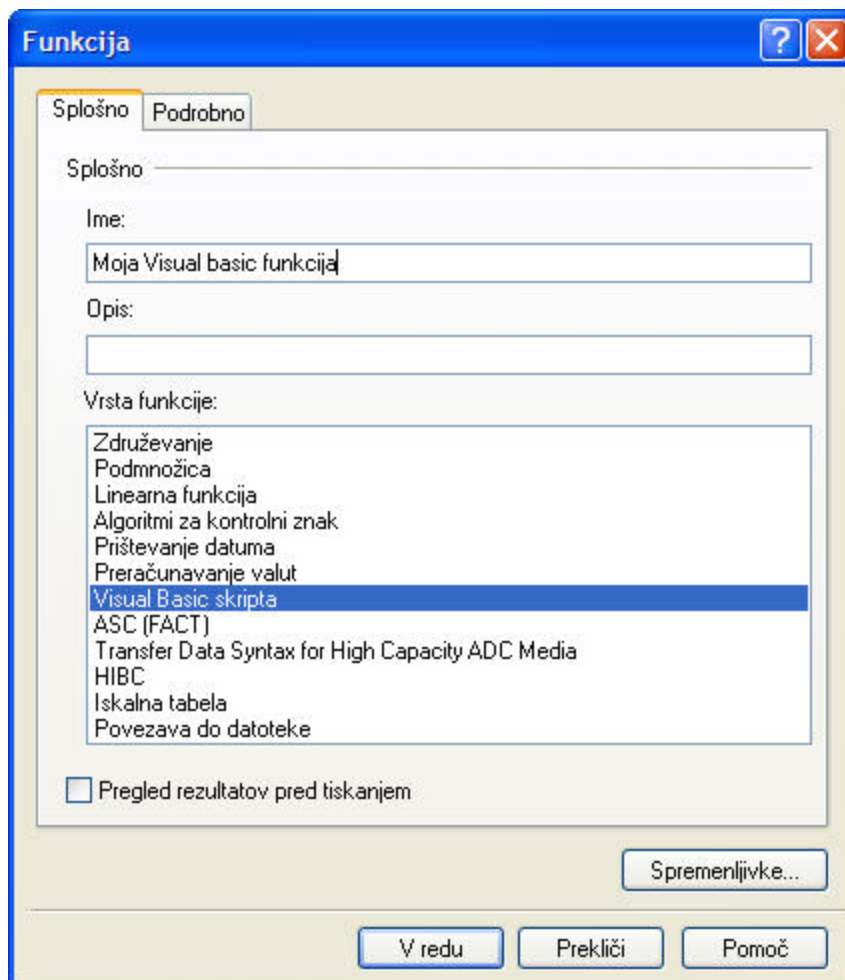 Funkcija
Splošno
Podrobno
Splošno
Ime:
Moja Visual basic funkcija
Opis:
Vrsta funkcije:
Združevanje
Podmnožica
Linearna funkcija
Algoritmi za kontrolni znak
Prištevanje datuma
Preračunavanje valut
Visual Basic skripta
ASC (FACT)
Transfer Data Syntax for High Capacity ADC Media
HIBC
Iskalna tabela
Povezava do datoteke
Pregled rezultatov pred tiskanjem
Spremenljivke...
V redu
Prekliči
Pomoč